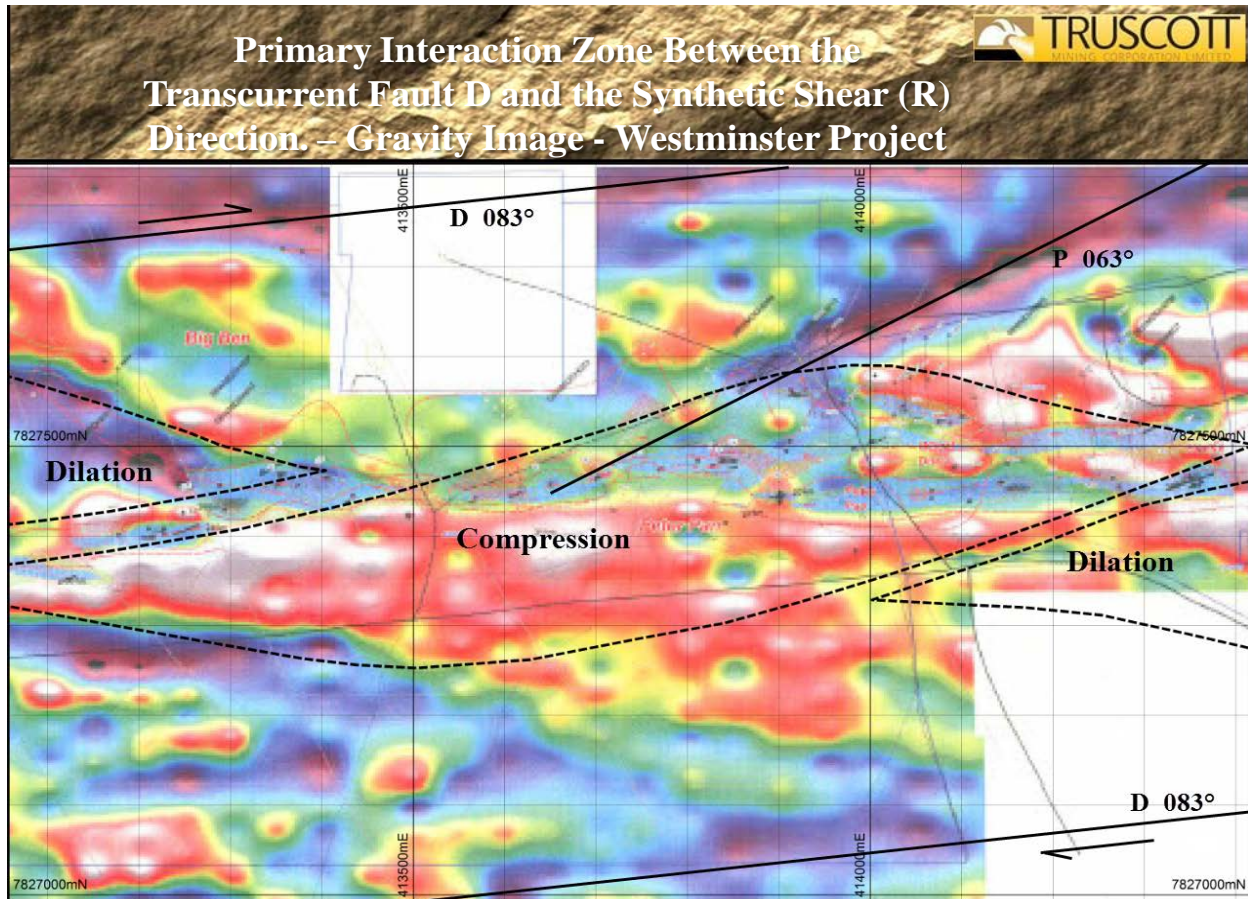 Primary Interaction Zone Between the
Transcurrent Fault D and the Synthetic Shear (R)
Direction. – Gravity Image - Westminster Project
TRUSCOTT
MINING CORPORATION LIMITED
413500mE
414000mE
D 083°
P 063°
Big Ben
7827500mN
7827500mN
Dilation
Compression
Dilation
D 083°
413500mE
414000mE
7827000mN
7827000mN